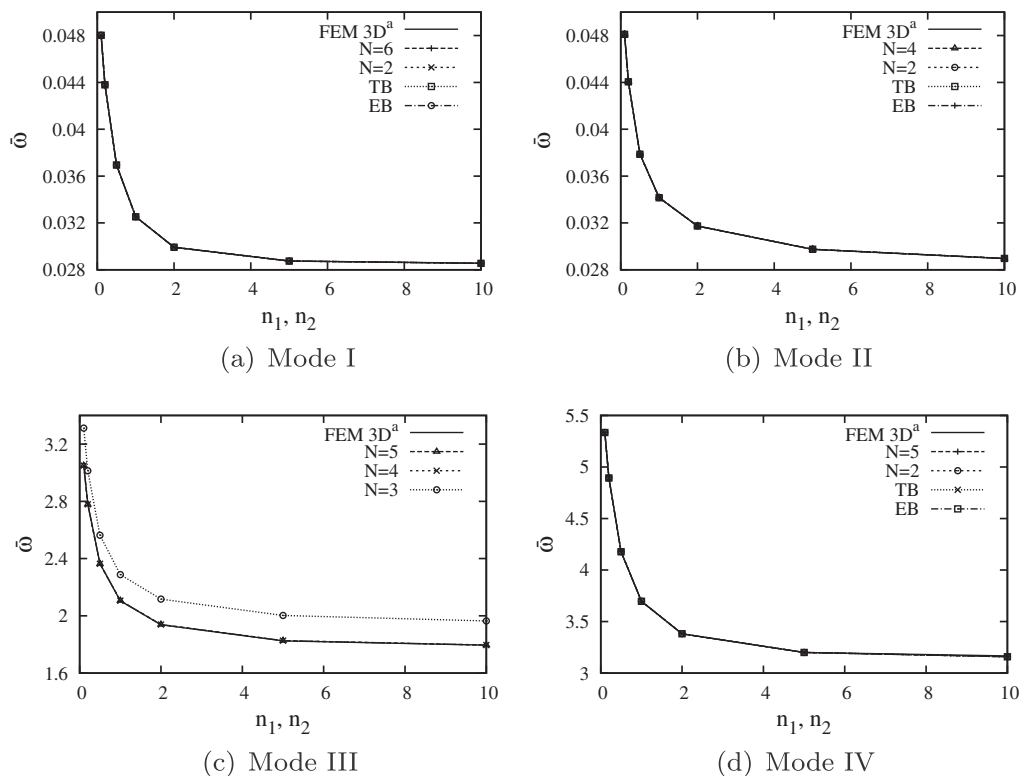 0.048
0.044
0.04
0.036
0.032
0.028
ω̄
0 2 4 6 8 10
n1, n2
FEM 3Dᵃ
N=6
N=2
TB
EB
(a) Mode I
0.048
0.044
0.04
0.036
0.032
0.028
ω̄
0 2 4 6 8 10
n1, n2
FEM 3Dᵃ
N=4
N=2
TB
EB
(b) Mode II
3.2
2.8
2.4
2
1.6
ω̄
0 2 4 6 8 10
n1, n2
FEM 3Dᵃ
N=5
N=4
N=3
(c) Mode III
5.5
5
4.5
4
3.5
3
ω̄
0 2 4 6 8 10
n1, n2
FEM 3Dᵃ
N=5
N=2
TB
EB
(d) Mode IV